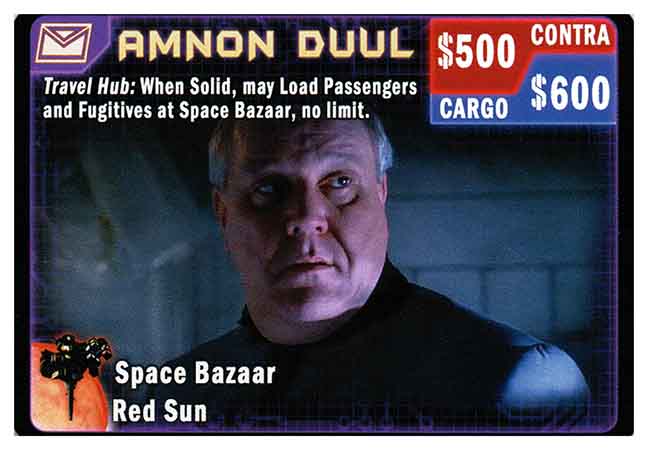 AMNON DUUL
$500
CONTRA
CARGO
$600
Travel Hub: When Solid, may Load Passengers
and Fugitives at Space Bazaar, no limit.
Space Bazaar
Red Sun